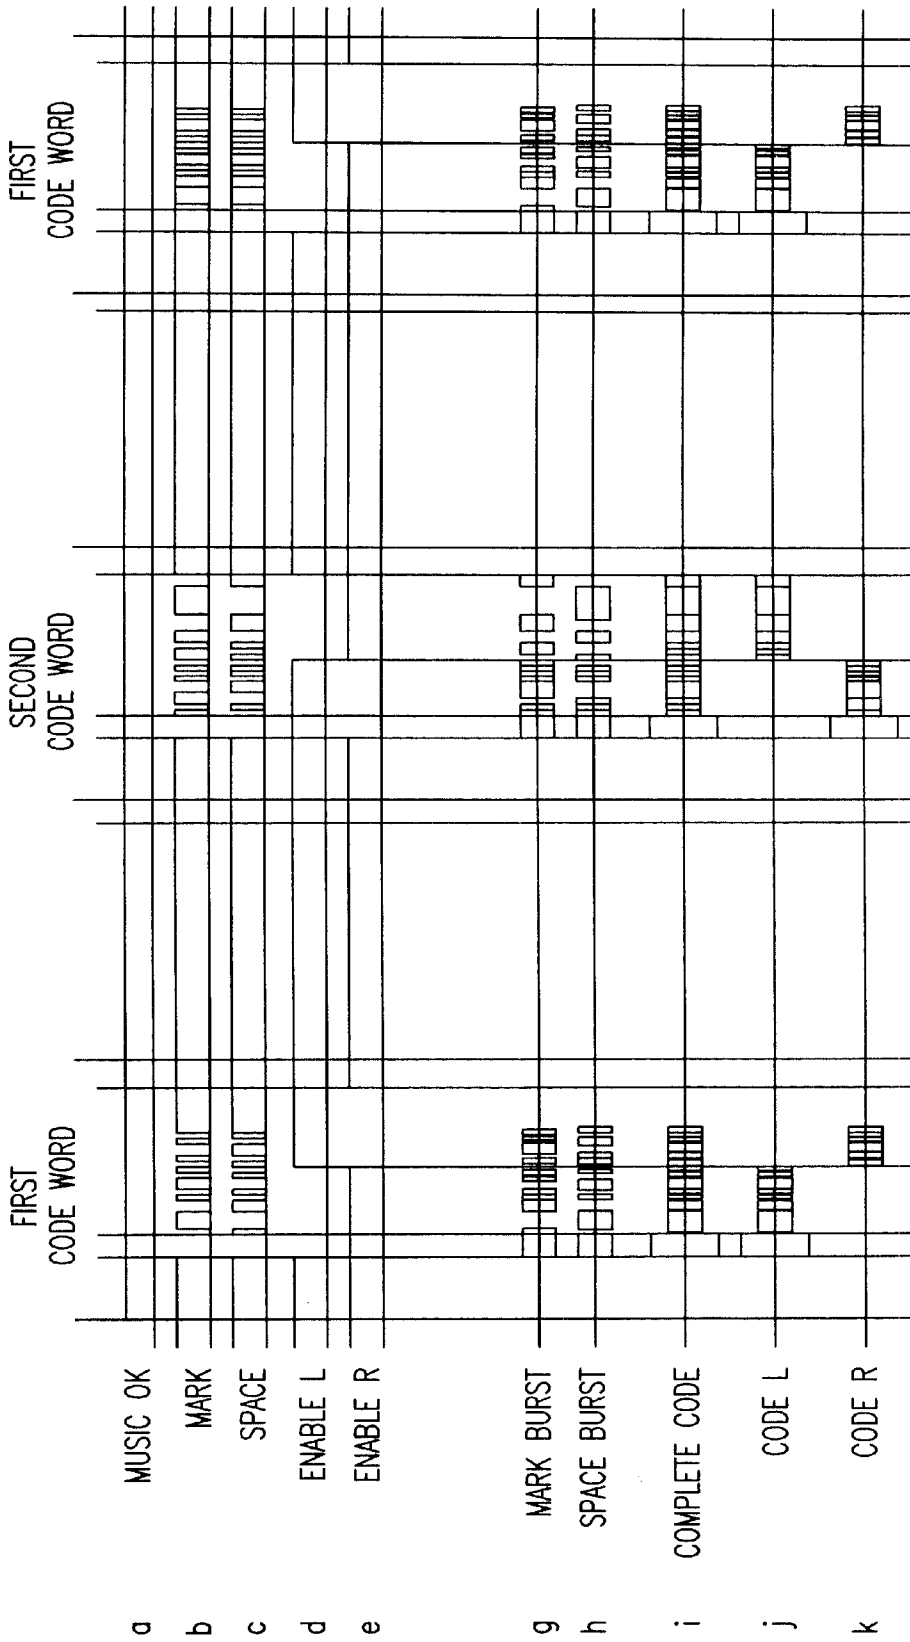 FIRST
CODE WORD
SECOND
CODE WORD
FIRST
CODE WORD
a MUSIC OK
b MARK
c SPACE
d ENABLE L
e ENABLE R
g MARK BURST
h SPACE BURST
i COMPLETE CODE
j CODE L
k CODE R